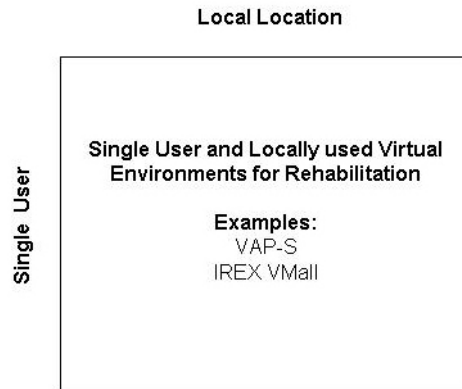 Local Location
Single User
Single User and Locally used Virtual
Environments for Rehabilitation
Examples:
VAP-S
IREX VMall